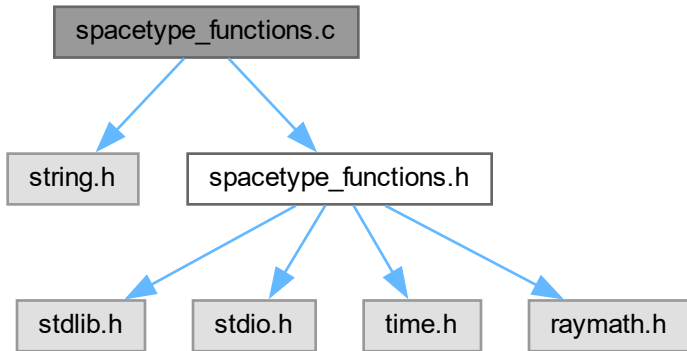 spacetype_functions.c
string.h
spacetype_functions.h
stdlib.h
stdio.h
time.h
raymath.h